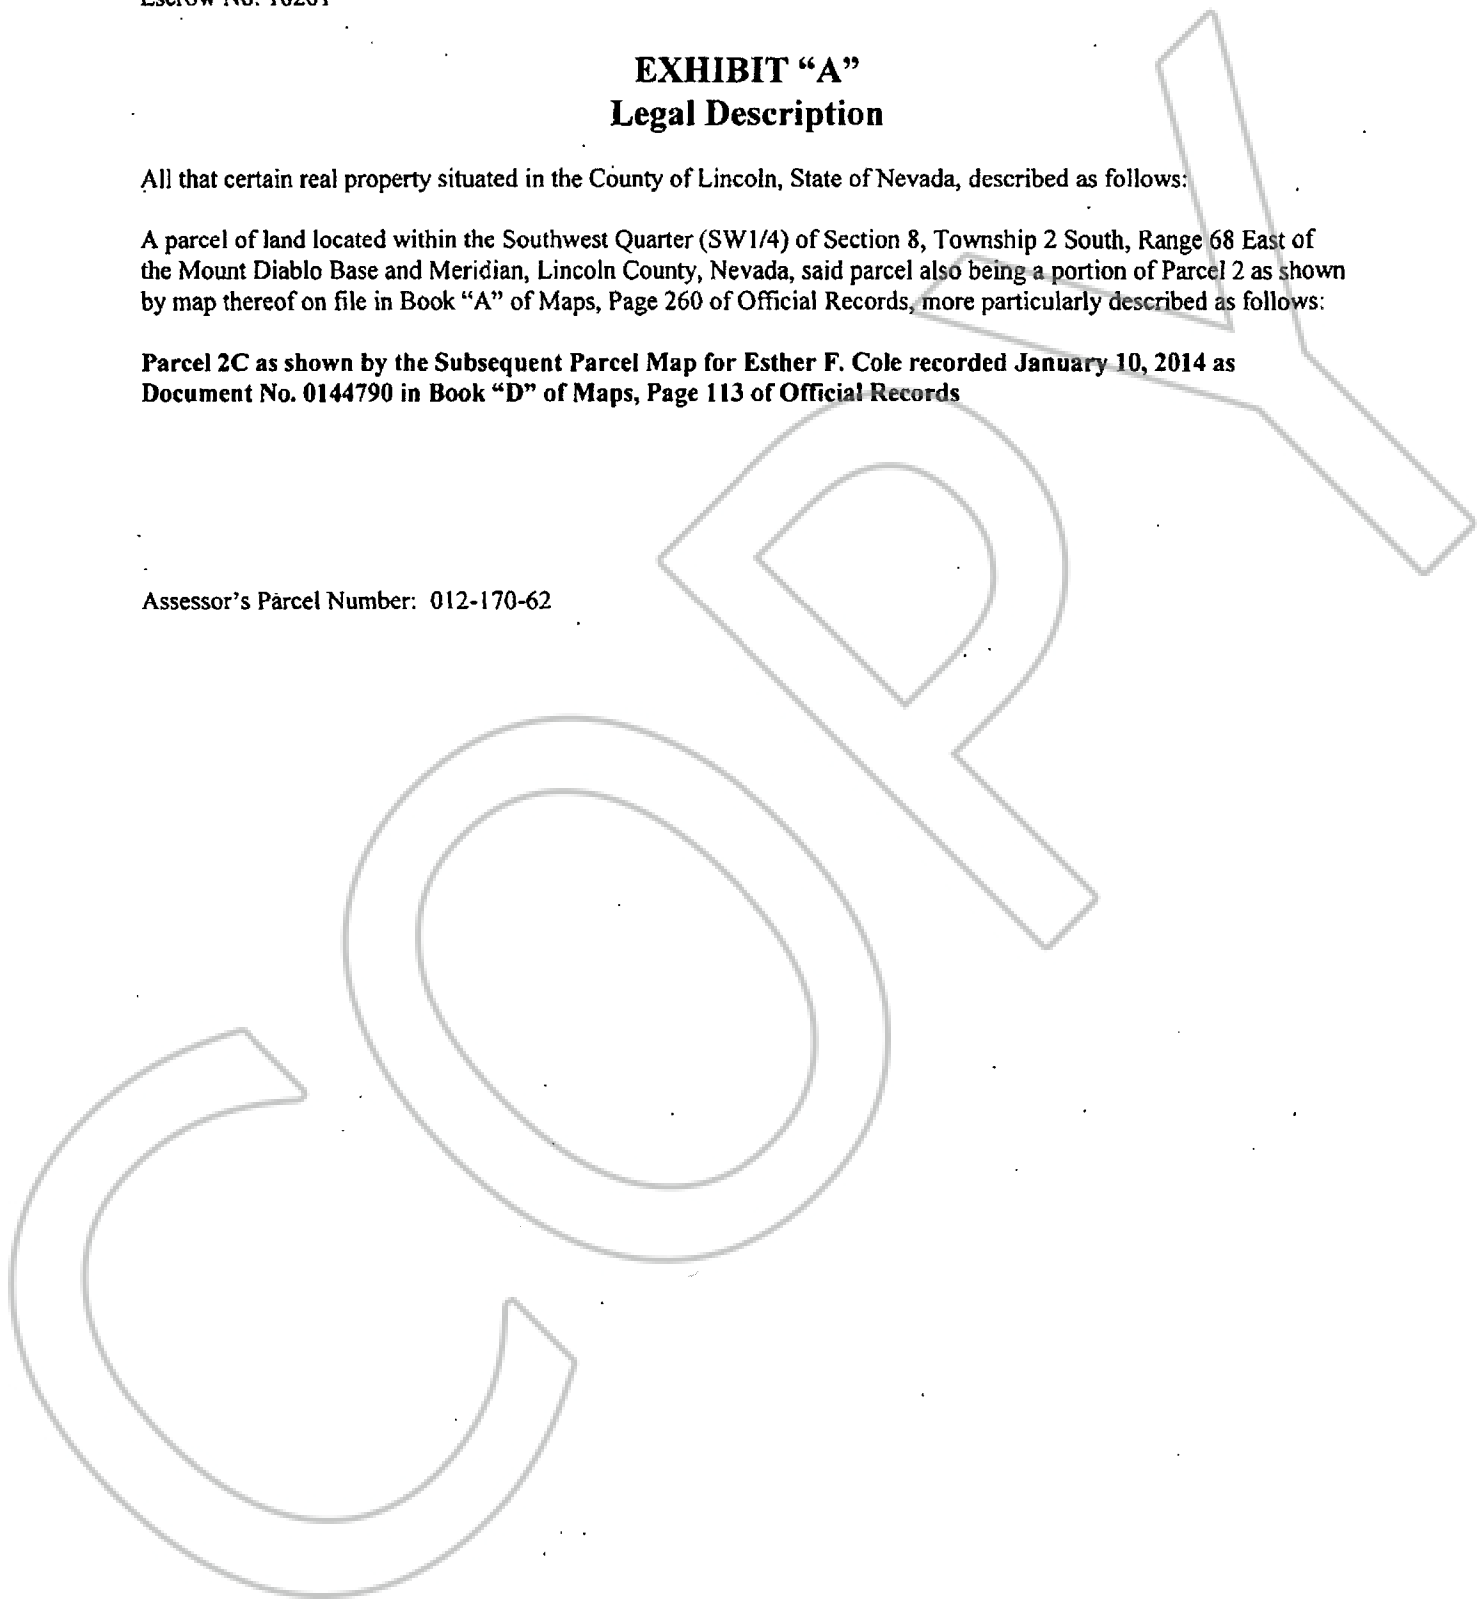 Escrow No.
EXHIBIT “A”
Legal Description
All that certain real property situated in the County of Lincoln, State of Nevada, described as follows:
A parcel of land located within the Southwest Quarter (SW1/4) of Section 8, Township 2 South, Range 68 East of
the Mount Diablo Base and Meridian, Lincoln County, Nevada, said parcel also being a portion of Parcel 2 as shown
by map thereof on file in Book “A” of Maps, Page 260 of Official Records, more particularly described as follows:
Parcel 2C as shown by the Subsequent Parcel Map for Esther F. Cole recorded January 10, 2014 as
Document No. 0144790 in Book “D” of Maps, Page 113 of Official Records
Assessor’s Parcel Number: 012-170-62
COPY